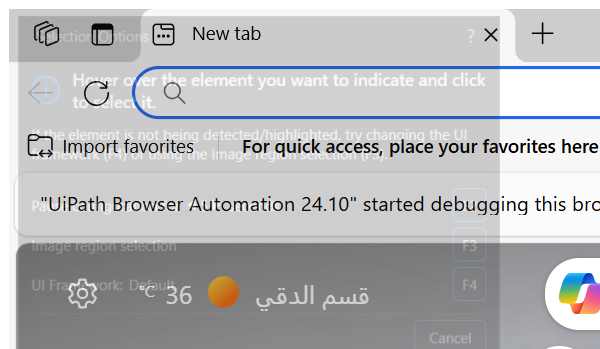 Selection Options
New tab
?
Hover over the element you want to indicate and click
to select it.
If the element is not being detected/highlighted, try changing the UI
framework (F4) or using the Image region selection (F3).
Import favorites
For quick access, place your favorites here
"UiPath Browser Automation 24.10" started debugging this bro
Image region selection
F3
UI Framework: Default
F4
°C 36
قسم الدقي
Cancel